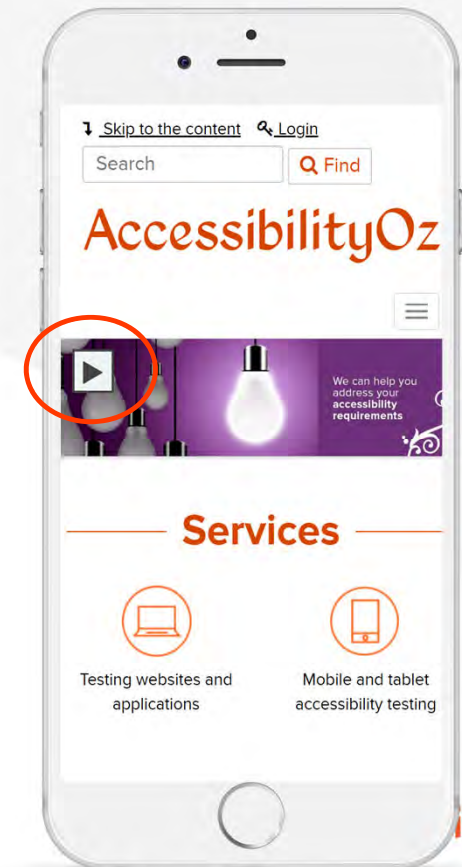 Skip to the content Login
Search Find
AccessibilityOz
We can help you
address your
accessibility
requirements
Services
Testing websites and
applications
Mobile and tablet
accessibility testing